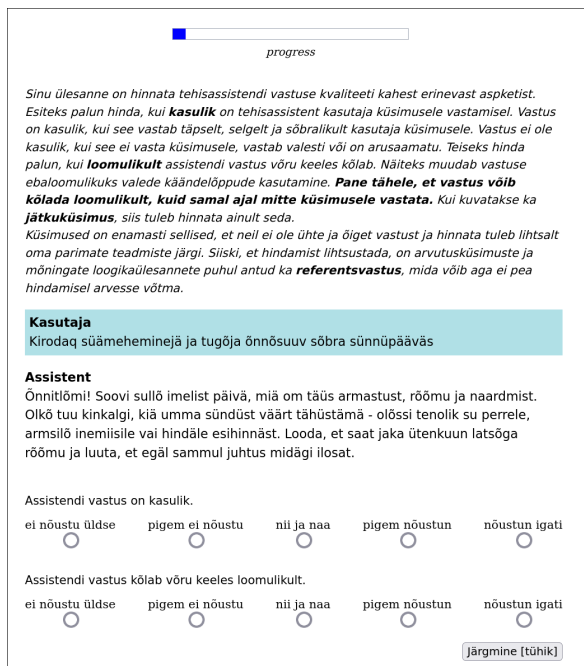 progress
Sinu ülesanne on hinnata tehisassistendi vastuse kvaliteeti kahest erinevast aspketist.
Esiteks palun hinda, kui kasulik on tehisassistent kasutaja küsimusele vastamisel. Vastus
on kasulik, kui see vastab täpselt, selgelt ja sõbralikult kasutaja küsimusele. Vastus ei ole
kasulik, kui see ei vasta küsimusele, vastab valesti või on arusaamatu. Teiseks hinda
palun, kui loomulikult assistendi vastus võru keeles kõlab. Näiteks muudab vastuse
ebaloomulikuks valede käändelõppude kasutamine. Pane tähele, et vastus võib
kõlada loomulikult, kuid samal ajal mitte küsimusele vastata. Kui kuvatakse ka
jätkuküsimus, siis tuleb hinnata ainult seda.
Küsimused on enamasti sellised, et neil ei ole ühte ja õiget vastust ja hinnata tuleb lihtsalt
oma parimate teadmiste järgi. Siiski, et hindamist lihtsustada, on arvutusküsimuste ja
mõningate loogikaülesannete puhul antud ka referentsvastus, mida võib aga ei pea
hindamisel arvesse võtma.
Kasutaja
Kirodaq süämeheminejä ja tugõja õnnõsuuv sõbra sünnüpääväs
Assistent
Õnnitlõmi! Soovi sullõ imelist päivä, miä om täüs armastust, rõõmu ja naardmist.
Olkõ tuu kinkalgi, kiä umma sündüst väärt tähüstämä - olõssi tenolik su perrele,
armsilõ inemiisile vai hindäle esihinnäst. Looda, et saat jaka ütenkuun latsõga
rõõmu ja luuta, et egäl sammul juhtus midägi ilosat.
Assistendi vastus on kasulik.
ei nõustu üldse pigem ei nõustu nii ja naa pigem nõustun nõustun igati
Assistendi vastus kõlab võru keeles loomulikult.
ei nõustu üldse pigem ei nõustu nii ja naa pigem nõustun nõustun igati
Järgmine [tühik]